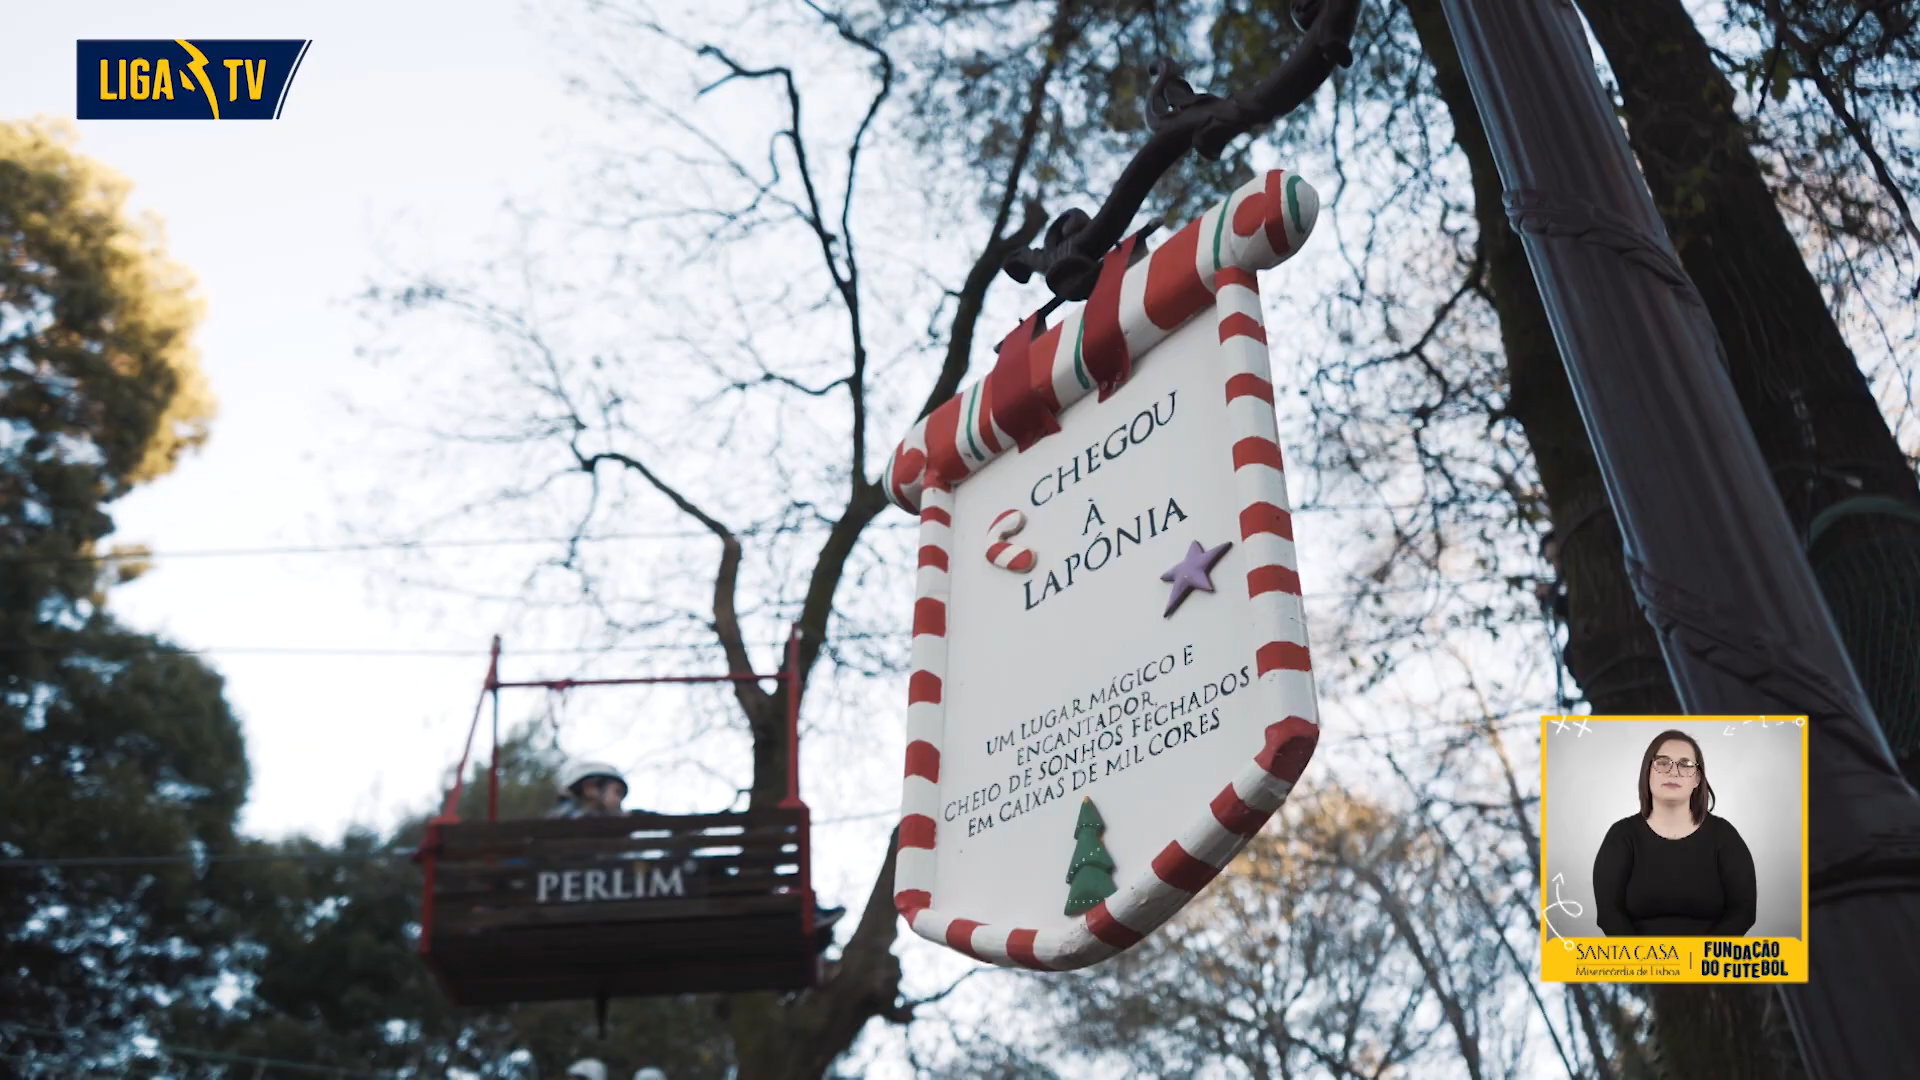 LIGA TV
CHEGOU
À
LAPÓNIA
UM LUGAR MÁGICO E
ENCANTADOR,
CHEIO DE SONHOS FECHADOS
EM CAIXAS DE MIL CORES
PERLIM®
SANTA CASA
Misericórdia de Lisboa
FUNDAÇÃO
DO FUTEBOL